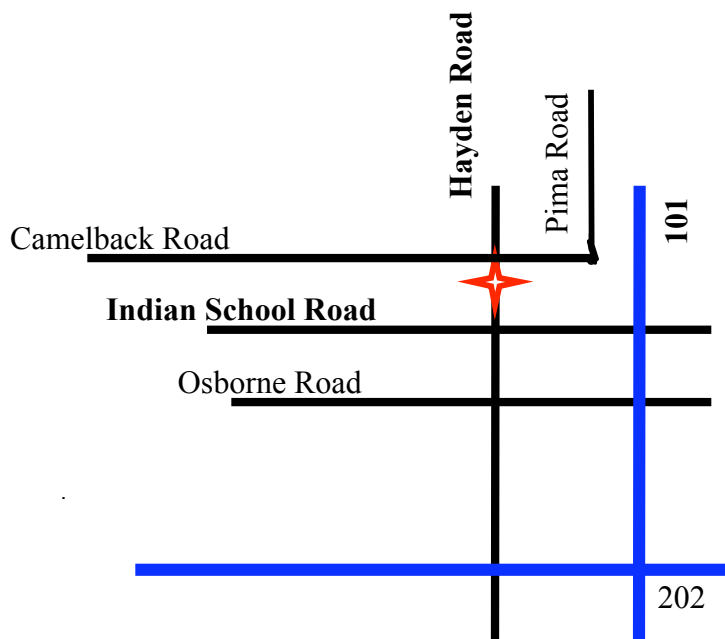 Hayden Road
Pima Road
101
Camelback Road
Indian School Road
Osborne Road
202